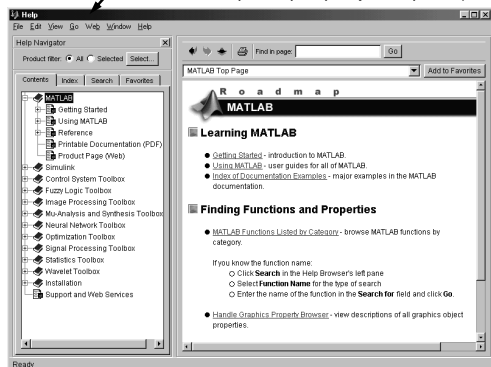 Help
File Edit View Go Web Window Help
Help Navigator
Product filter: All Selected Select...
Contents Index Search Favorites
MATLAB
Getting Started
Using MATLAB
Reference
Printable Documentation (PDF)
Product Page (Web)
Simulink
Control System Toolbox
Fuzzy Logic Toolbox
Image Processing Toolbox
Mu-Analysis and Synthesis Toolbox
Neural Network Toolbox
Optimization Toolbox
Signal Processing Toolbox
Statistics Toolbox
Wavelet Toolbox
Installation
Support and Web Services
Find in page: Go
MATLAB Top Page Add to Favorites
Roadmap
MATLAB
Learning MATLAB
Getting Started - introduction to MATLAB.
Using MATLAB - user guides for all of MATLAB.
Index of Documentation Examples - major examples in the MATLAB
documentation.
Finding Functions and Properties
MATLAB Functions Listed by Category - browse MATLAB functions by
category.
If you know the function name:
Click Search in the Help Browser's left pane
Select Function Name for the type of search
Enter the name of the function in the Search for field and click Go.
Handle Graphics Property Browser - view descriptions of all graphics object
properties.
Ready